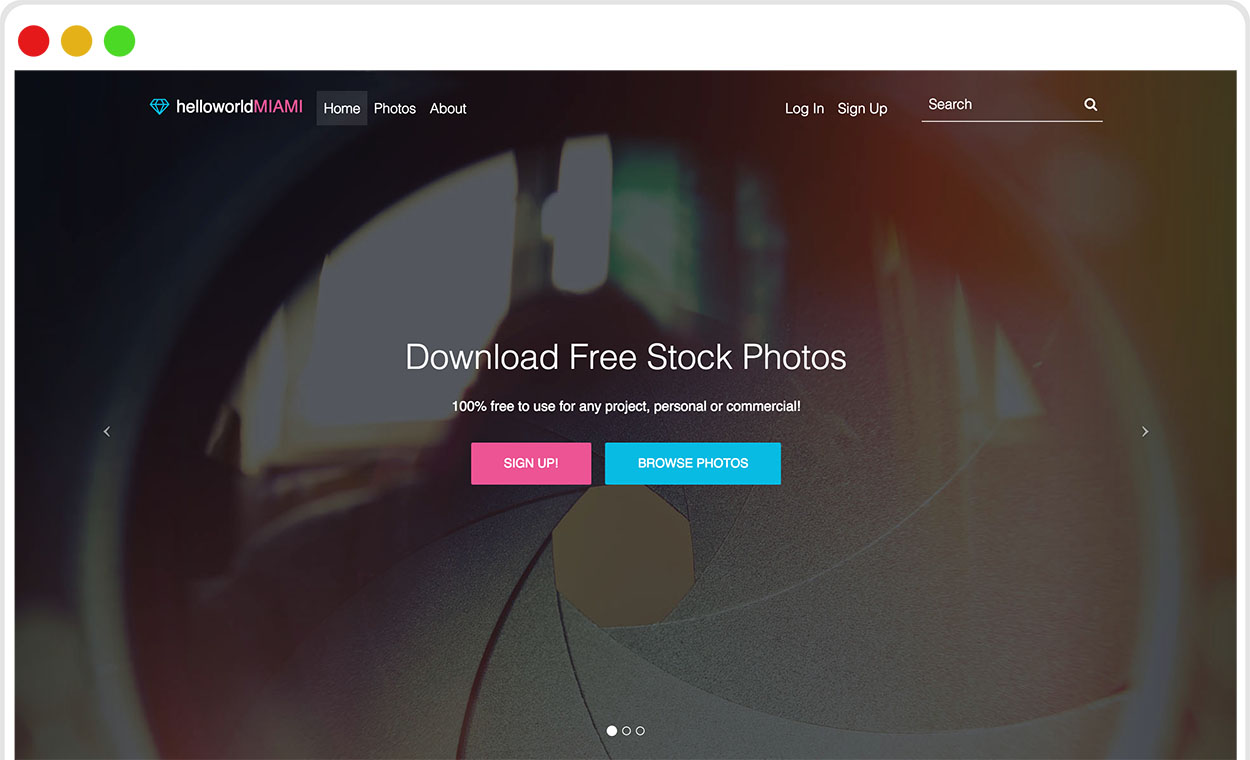 helloworldMIAMI Home Photos About Log In Sign Up Search
Download Free Stock Photos
100% free to use for any project, personal or commercial!
SIGN UP! BROWSE PHOTOS